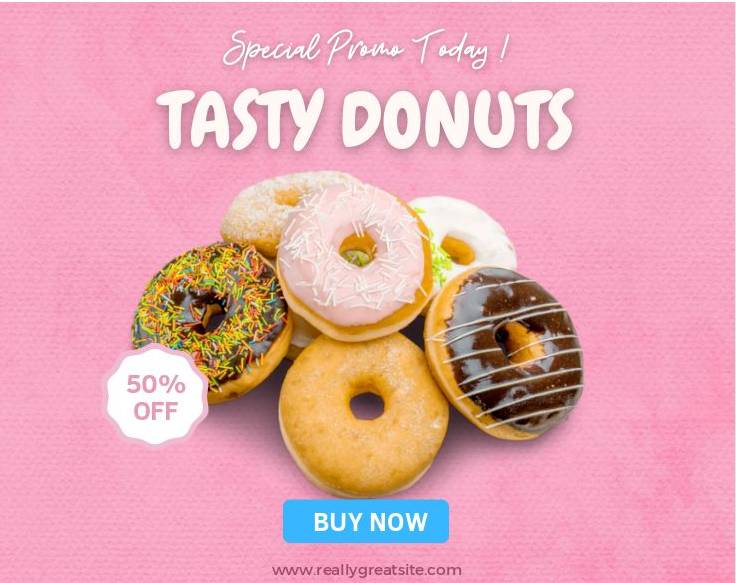 Special Promo Today !
TASTY DONUTS
50%
OFF
BUY NOW
www.reallygreatsite.com